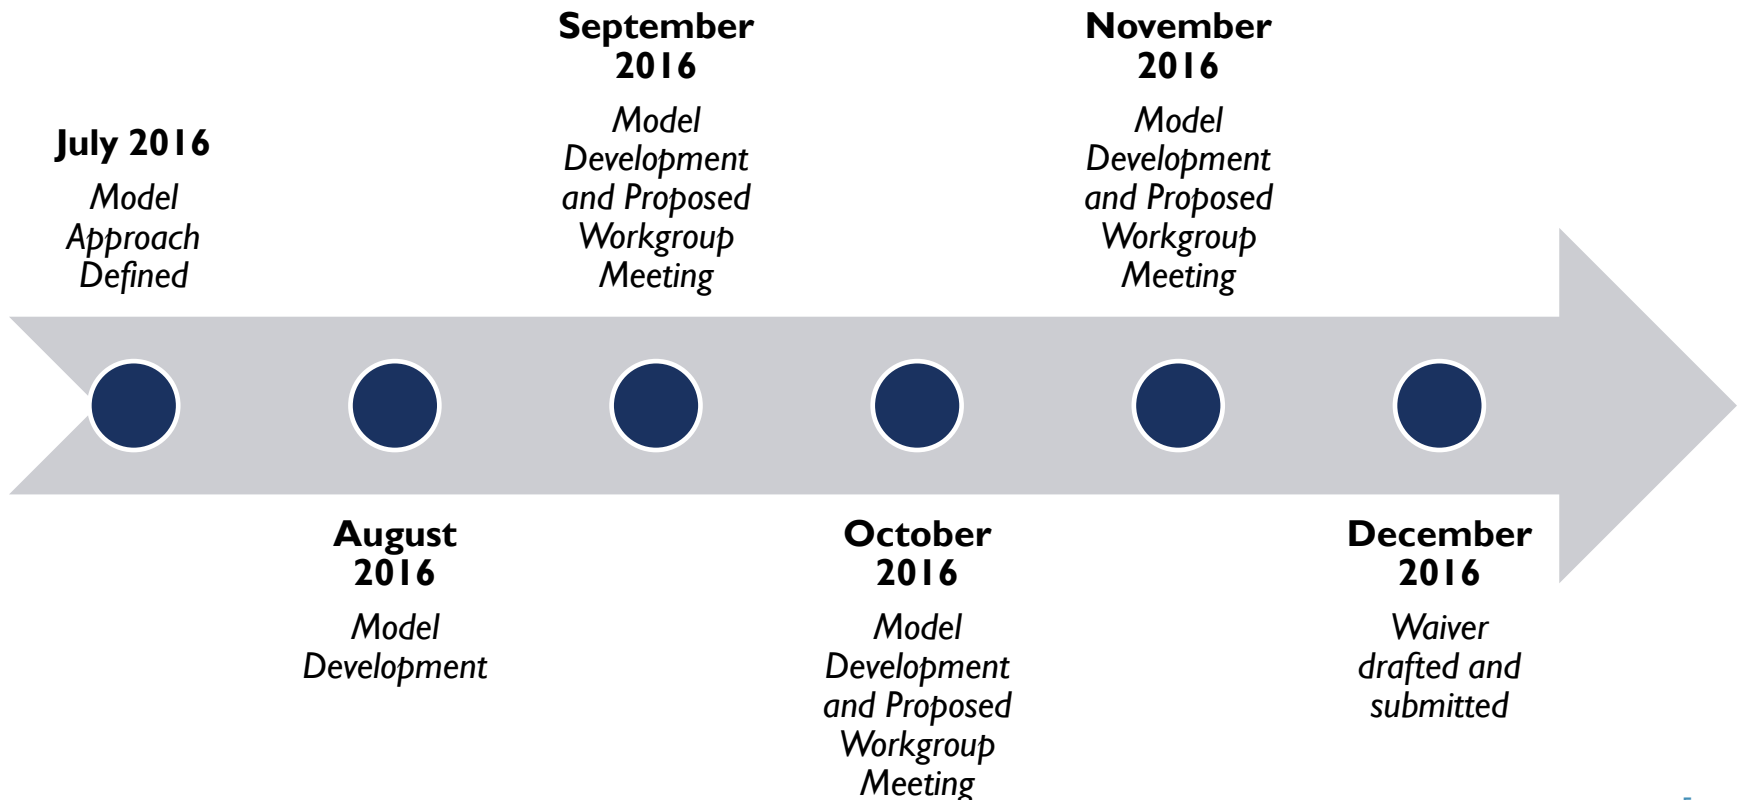 July 2016
Model
Approach
Defined
August
2016
Model
Development
September
2016
Model
Development
and Proposed
Workgroup
Meeting
October
2016
Model
Development
and Proposed
Workgroup
Meeting
November
2016
Model
Development
and Proposed
Workgroup
Meeting
December
2016
Waiver
drafted and
submitted